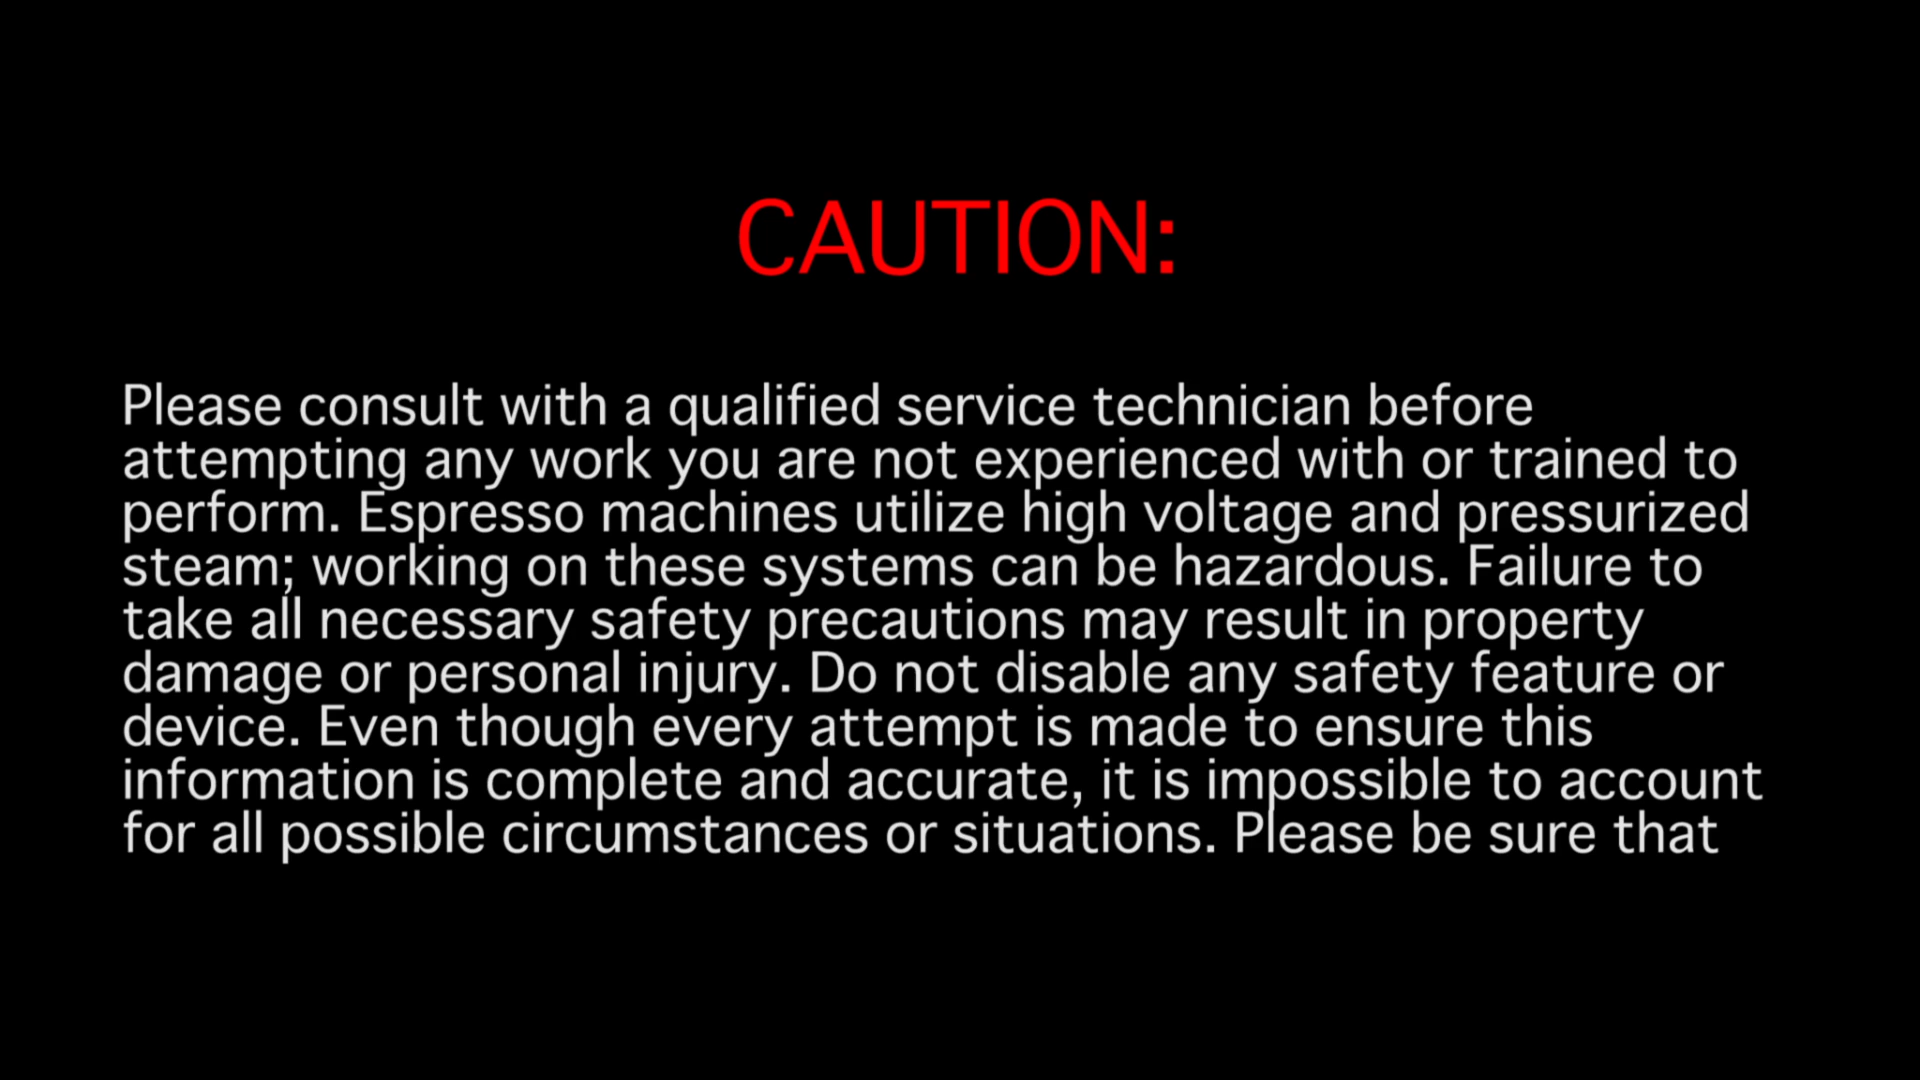 CAUTION:
Please consult with a qualified service technician before
attempting any work you are not experienced with or trained to
perform. Espresso machines utilize high voltage and pressurized
steam; working on these systems can be hazardous. Failure to
take all necessary safety precautions may result in property
damage or personal injury. Do not disable any safety feature or
device. Even though every attempt is made to ensure this
information is complete and accurate, it is impossible to account
for all possible circumstances or situations. Please be sure that